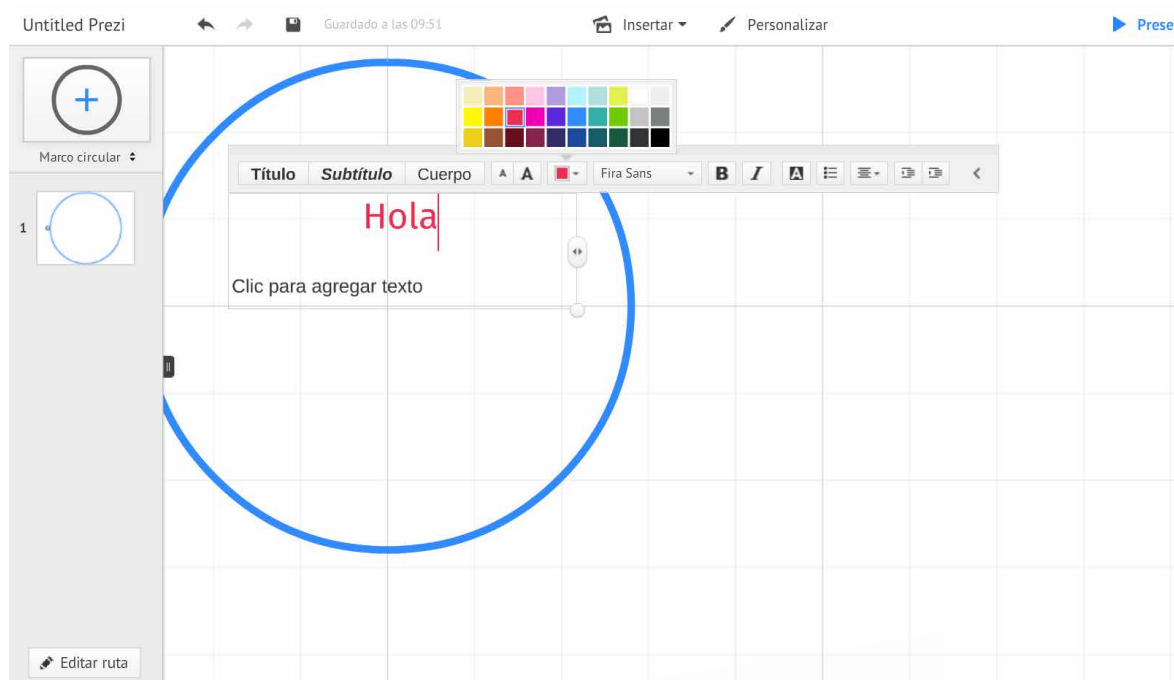 Untitled Prezi
Guardado a las 09:51
Insertar
Personalizar
Prese
Marco circular
Título Subtítulo Cuerpo A A Fira Sans B I A
1
Hola
Clic para agregar texto
Editar ruta